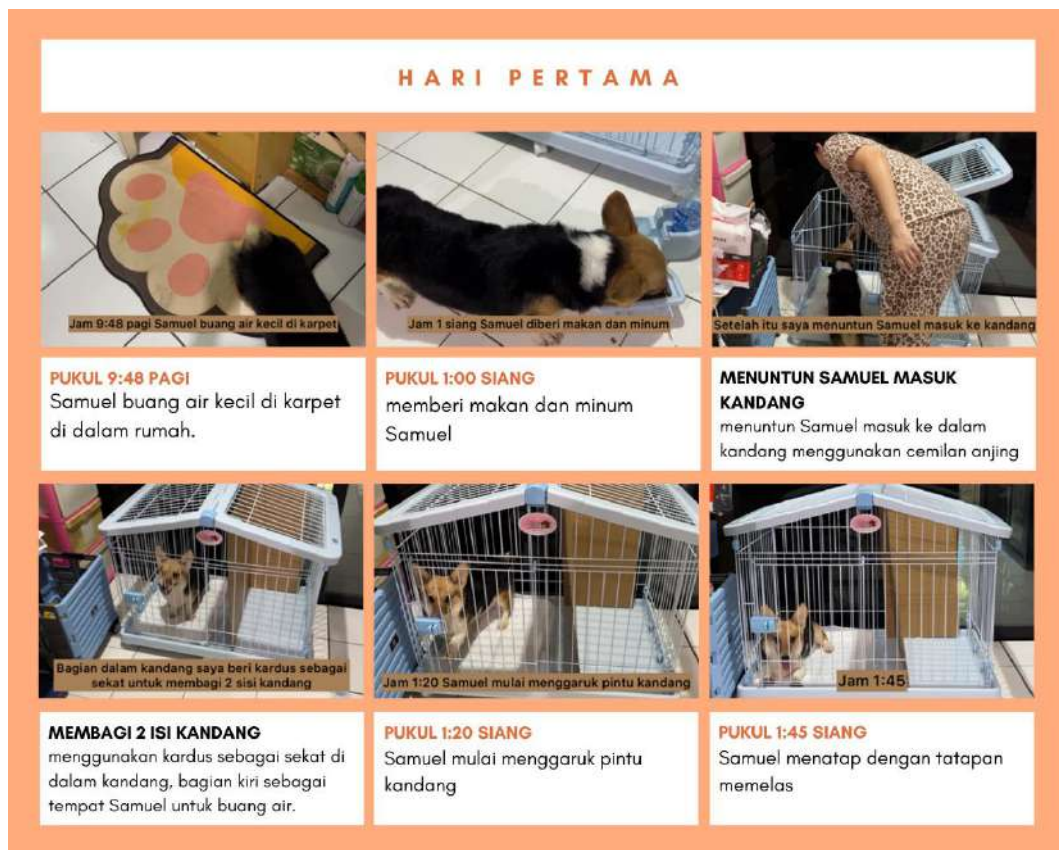 HARI PERTAMA
Jam 9:48 pagi Samuel buang air kecil di karpet
Jam 1 siang Samuel diberi makan dan minum
Setelah itu saya menuntun Samuel masuk ke kandang
PUKUL 9:48 PAGI
Samuel buang air kecil di karpet
di dalam rumah.
PUKUL 1:00 SIANG
memberi makan dan minum
Samuel
MENUNTUN SAMUEL MASUK
KANDANG
menuntun Samuel masuk ke dalam
kandang menggunakan cemilan anjing
Bagian dalam kandang saya beri kardus sebagai
sekat untuk membagi 2 sisi kandang
Jam 1:20 Samuel mulai menggaruk pintu kandang
Jam 1:45
MEMBAGI 2 ISI KANDANG
menggunakan kardus sebagai sekat di
dalam kandang, bagian kiri sebagai
tempat Samuel untuk buang air.
PUKUL 1:20 SIANG
Samuel mulai menggaruk pintu
kandang
PUKUL 1:45 SIANG
Samuel menatap dengan tatapan
memelas